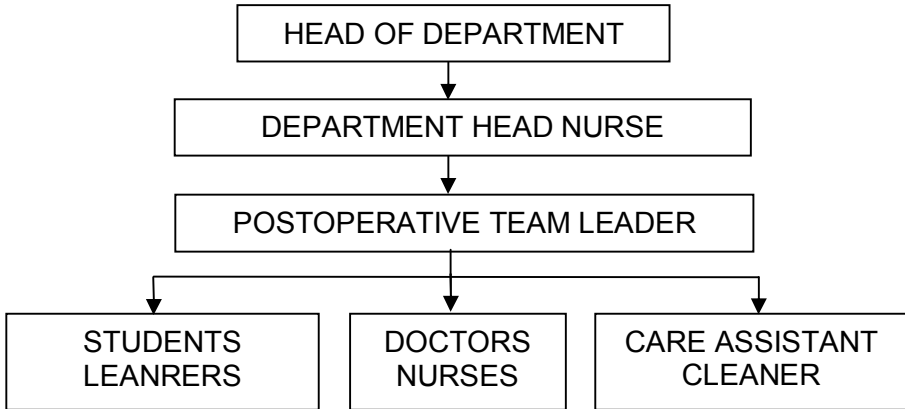 HEAD OF DEPARTMENT
DEPARTMENT HEAD NURSE
POSTOPERATIVE TEAM LEADER
STUDENTS
LEANRERS
DOCTORS
NURSES
CARE ASSISTANT
CLEANER